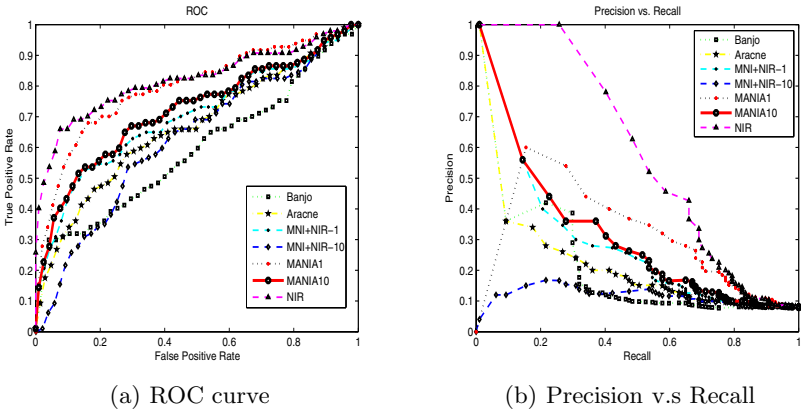 ROC
True Positive Rate
1
0.9
0.8
0.7
0.6
0.5
0.4
0.3
0.2
0.1
0
0
0.2
0.4
0.6
0.8
1
False Positive Rate
Banjo
Aracne
MNI+NIR-1
MNI+NIR-10
MANIA1
MANIA10
NIR
(a) ROC curve
Precision vs. Recall
Precision
1
0.9
0.8
0.7
0.6
0.5
0.4
0.3
0.2
0.1
0
0
0.2
0.4
0.6
0.8
1
Recall
Banjo
Aracne
MNI+NIR-1
MNI+NIR-10
MANIA1
MANIA10
NIR
(b) Precision v.s Recall